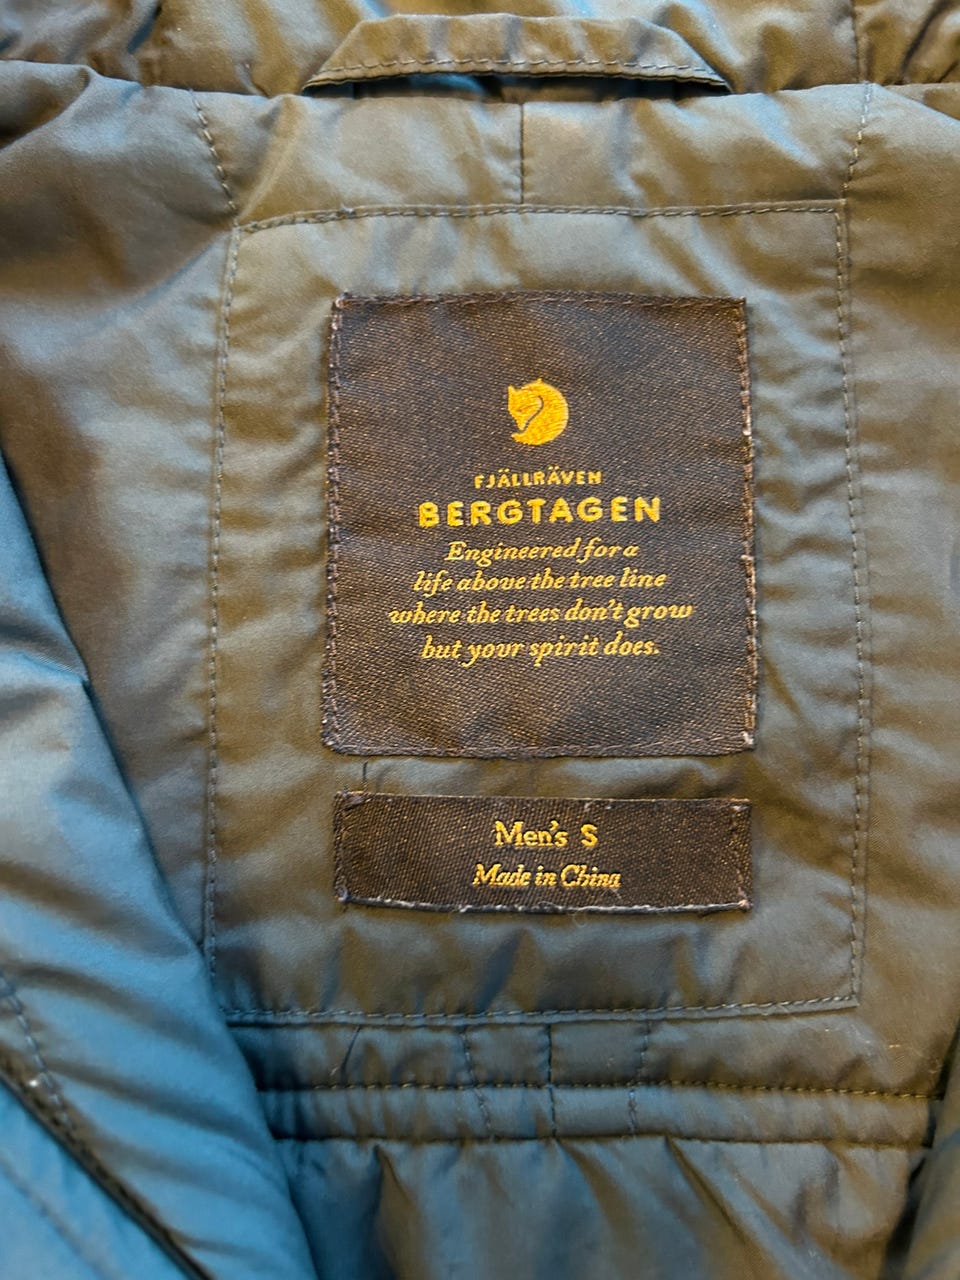 FJÄLLRÄVEN
BERGTAGEN
Engineered for a
life above the tree line
where the trees don't grow
but your spirit does.
Men's S
Made in China